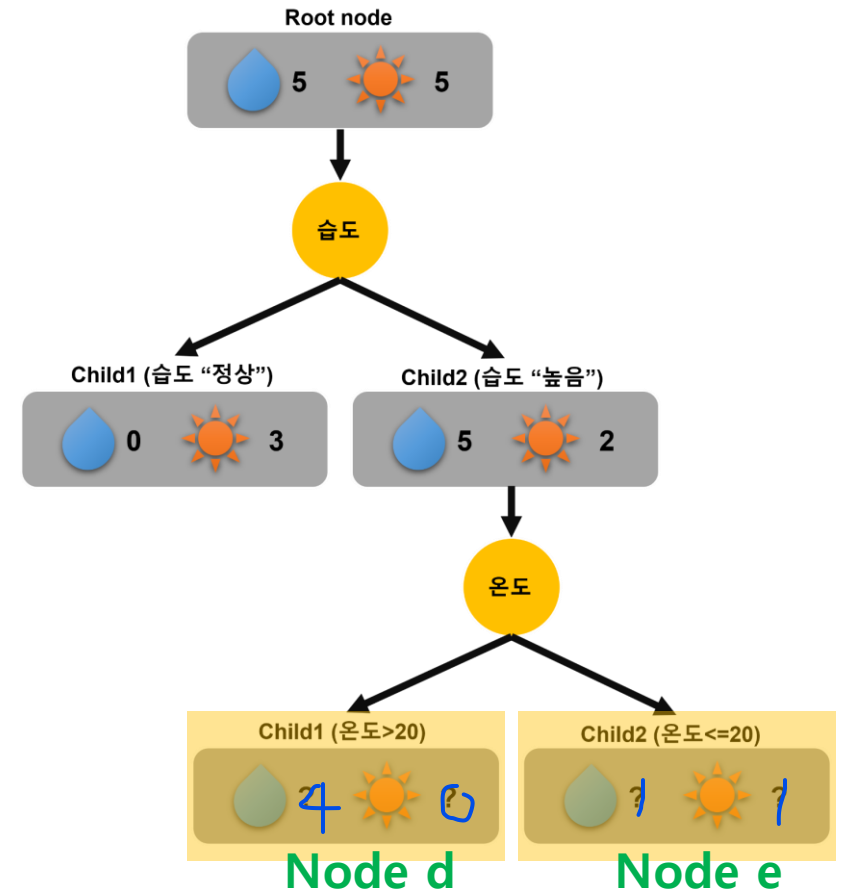 Root node
5 5
습도
Child1 (습도 “정상”)
Child2 (습도 “높음”)
0 3
5 2
온도
Child1 (온도>20)
Child2 (온도<=20)
4 0
1 1
Node d
Node e